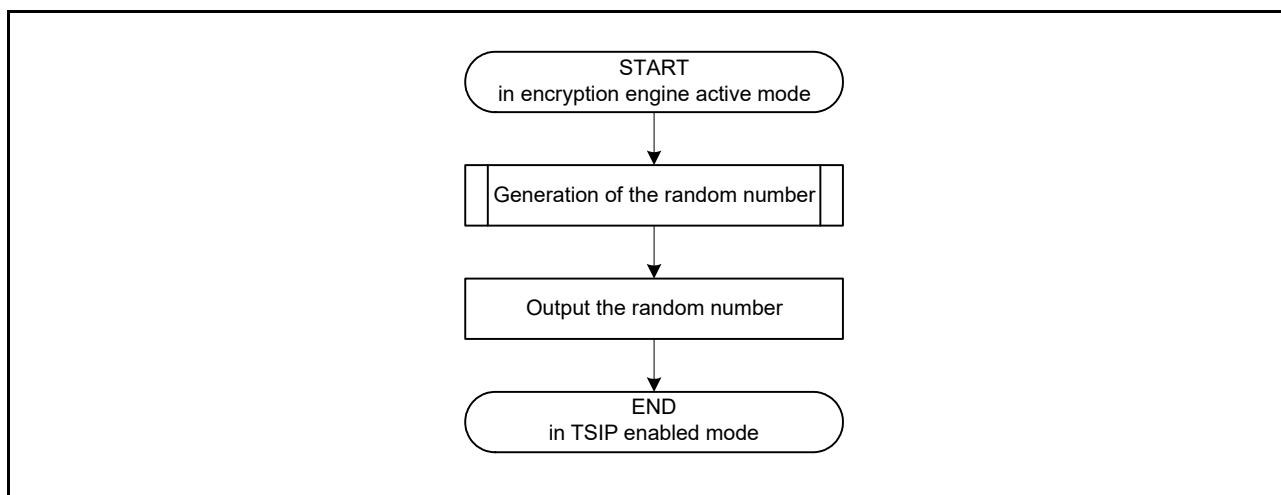 START
in encryption engine active mode
Generation of the random number
Output the random number
END
in TSIP enabled mode